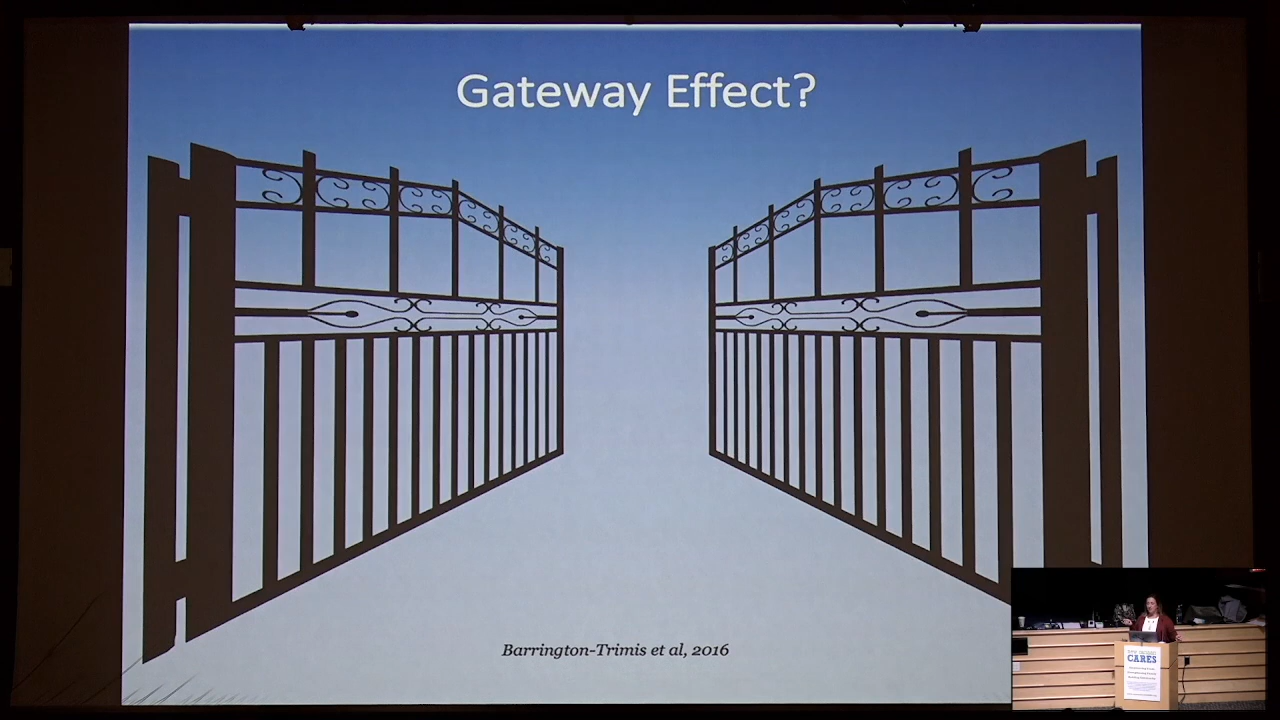 Gateway Effect?
Barrington-Trimis et al, 2016
CARES